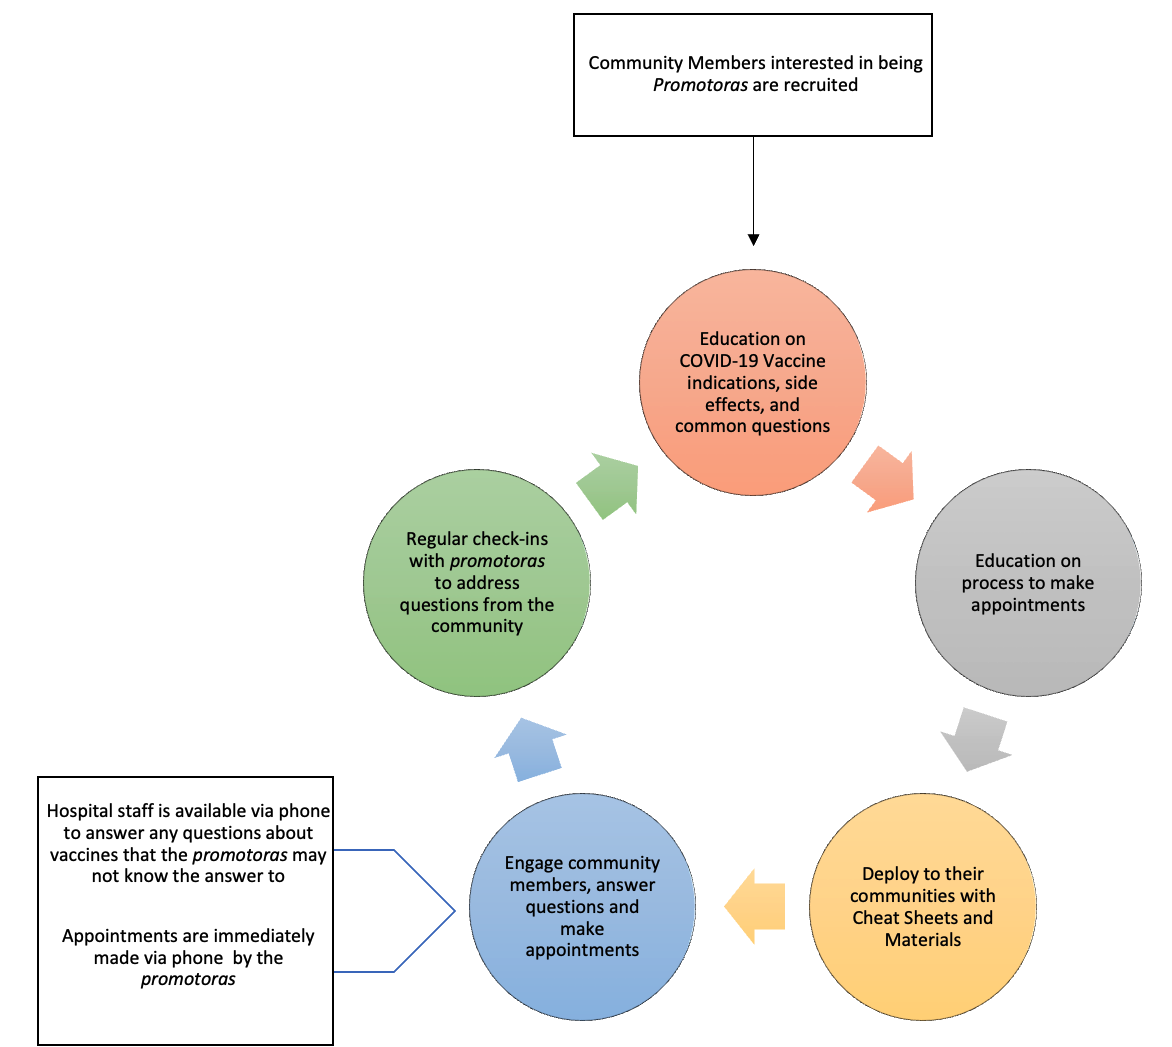 Community Members interested in being
Promotoras are recruited
Education on
COVID-19 Vaccine
indications, side
effects, and
common questions
Education on
process to make
appointments
Deploy to their
communities with
Cheat Sheets and
Materials
Engage community
members, answer
questions and
make
appointments
Hospital staff is available via phone
to answer any questions about
vaccines that the promotoras may
not know the answer to
Appointments are immediately
made via phone  by the
promotoras
Regular check-ins
with promotoras
to address
questions from the
community